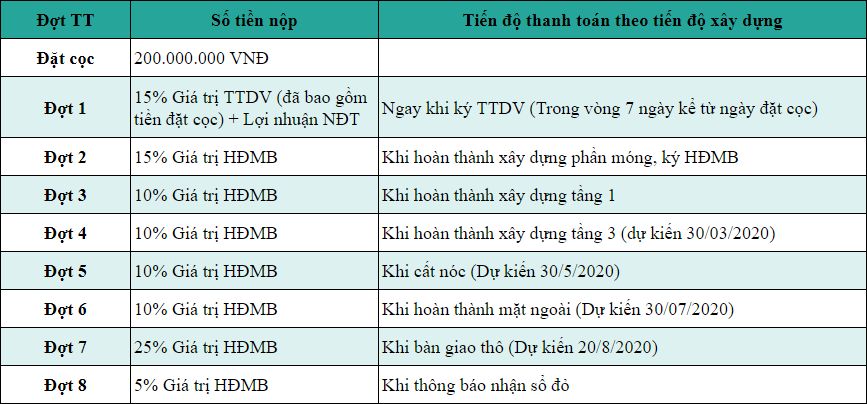 Đợt TT Số tiền nộp Tiến độ thanh toán theo tiến độ xây dựng
Đặt cọc 200.000.000 VNĐ
Đợt 1 15% Giá trị TTDV (đã bao gồm tiền đặt cọc) + Lợi nhuận NĐT Ngay khi ký TTDV (Trong vòng 7 ngày kể từ ngày đặt cọc)
Đợt 2 15% Giá trị HĐMB Khi hoàn thành xây dựng phần móng, ký HĐMB
Đợt 3 10% Giá trị HĐMB Khi hoàn thành xây dựng tầng 1
Đợt 4 10% Giá trị HĐMB Khi hoàn thành xây dựng tầng 3 (dự kiến 30/03/2020)
Đợt 5 10% Giá trị HĐMB Khi cất nóc (Dự kiến 30/5/2020)
Đợt 6 10% Giá trị HĐMB Khi hoàn thành mặt ngoài (Dự kiến 30/07/2020)
Đợt 7 25% Giá trị HĐMB Khi bàn giao thô (Dự kiến 20/8/2020)
Đợt 8 5% Giá trị HĐMB Khi thông báo nhận sổ đỏ